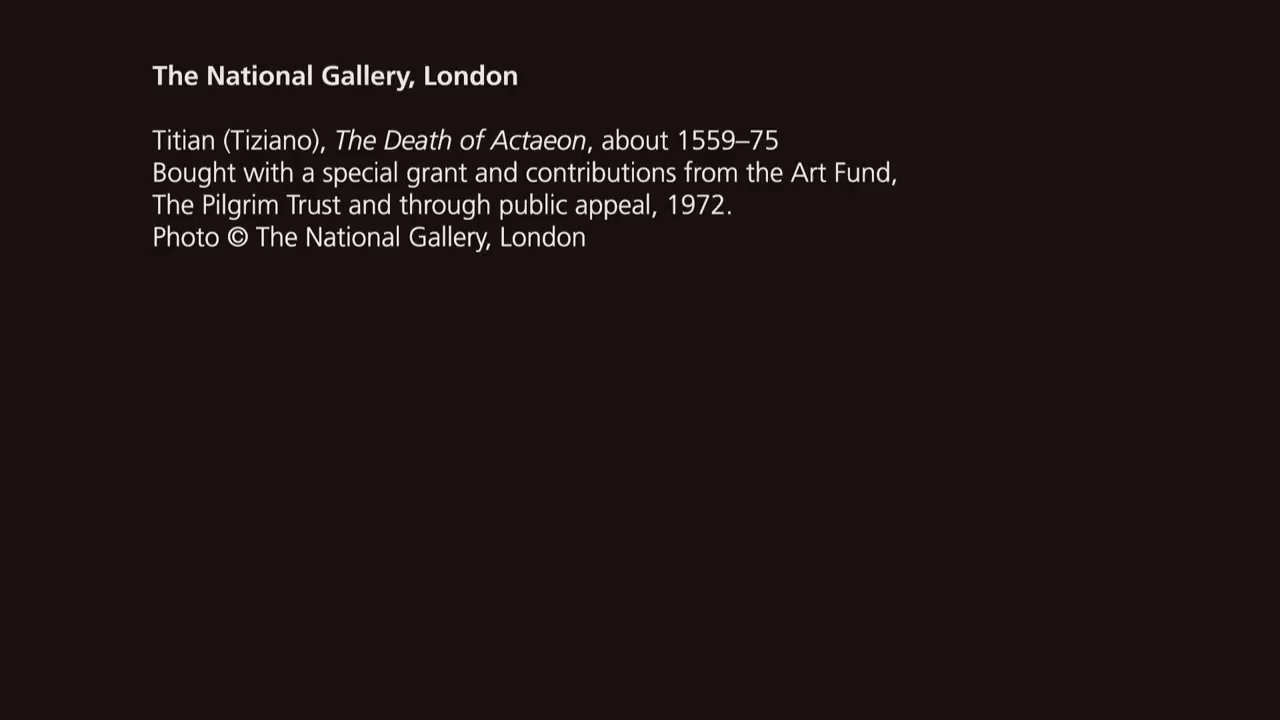 The National Gallery, London
Titian (Tiziano), The Death of Actaeon, about 1559–75
Bought with a special grant and contributions from the Art Fund,
The Pilgrim Trust and through public appeal, 1972.
Photo © The National Gallery, London